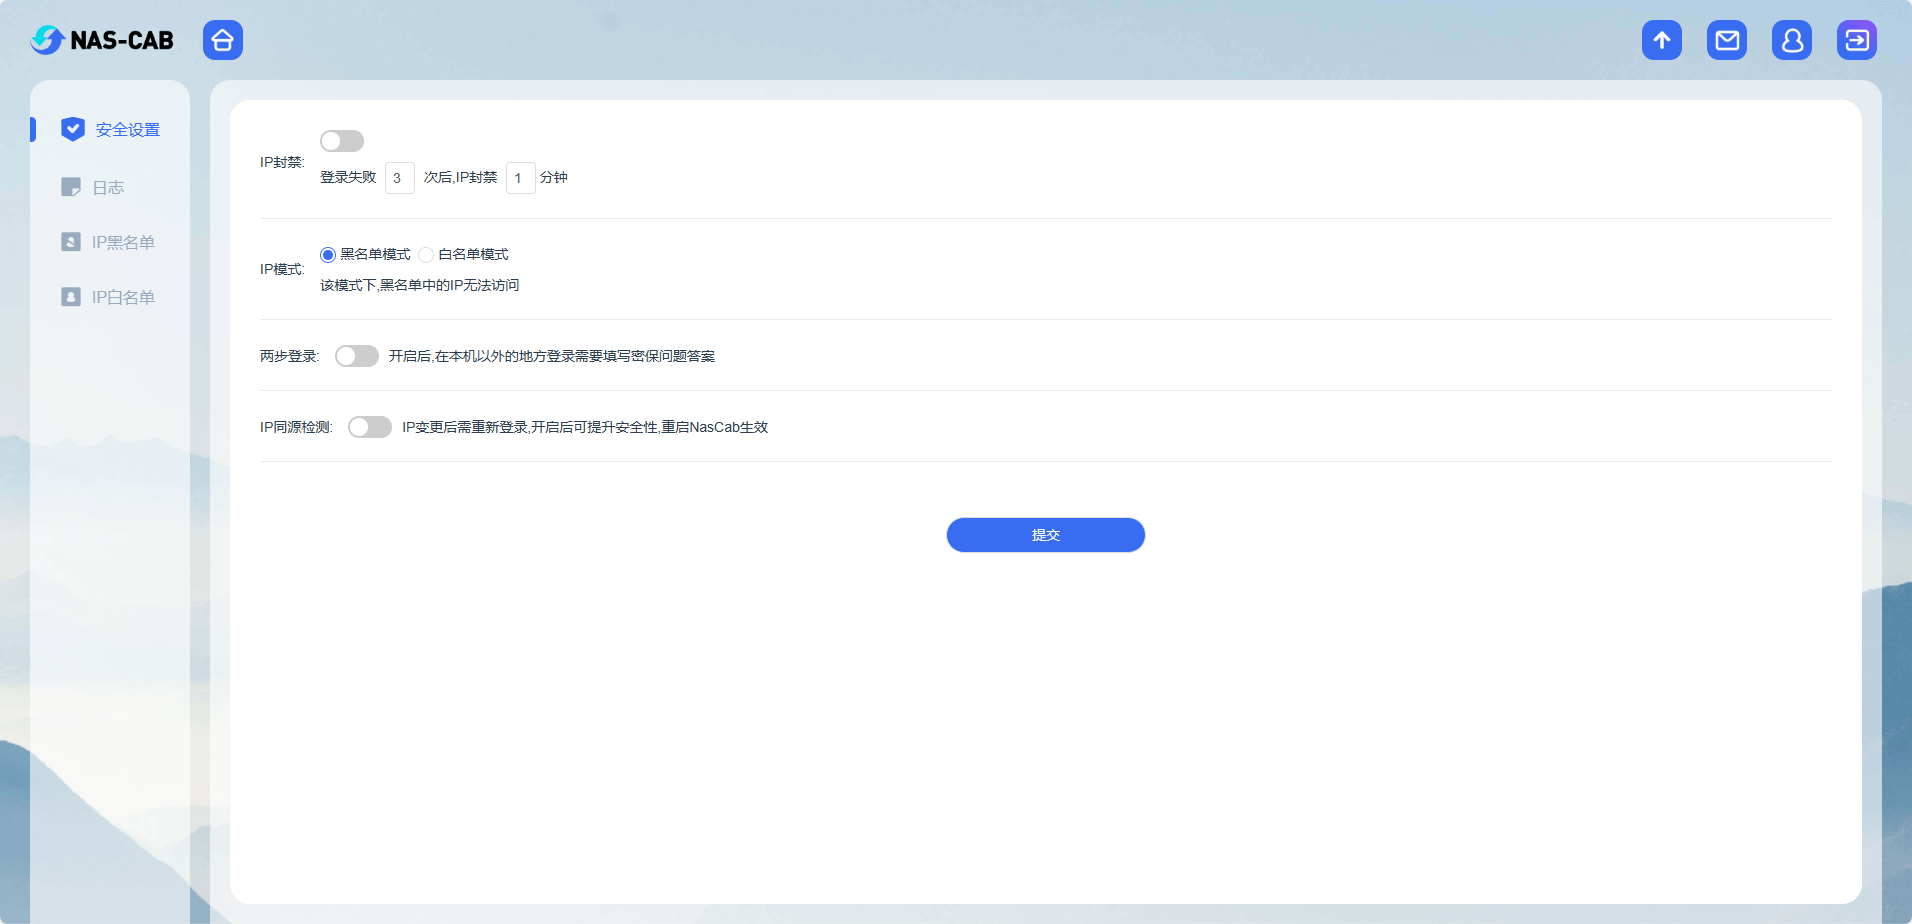 NAS-CAB
安全设置
日志
IP黑名单
IP白名单
IP封禁:
登录失败 3 次后,IP封禁 1 分钟
IP模式:
黑名单模式 白名单模式
该模式下,黑名单中的IP无法访问
两步登录: 开启后,在本机以外的地方登录需要填写密保问题答案
IP同源检测: IP变更后需重新登录,开启后可提升安全性,重启NasCab生效
提交